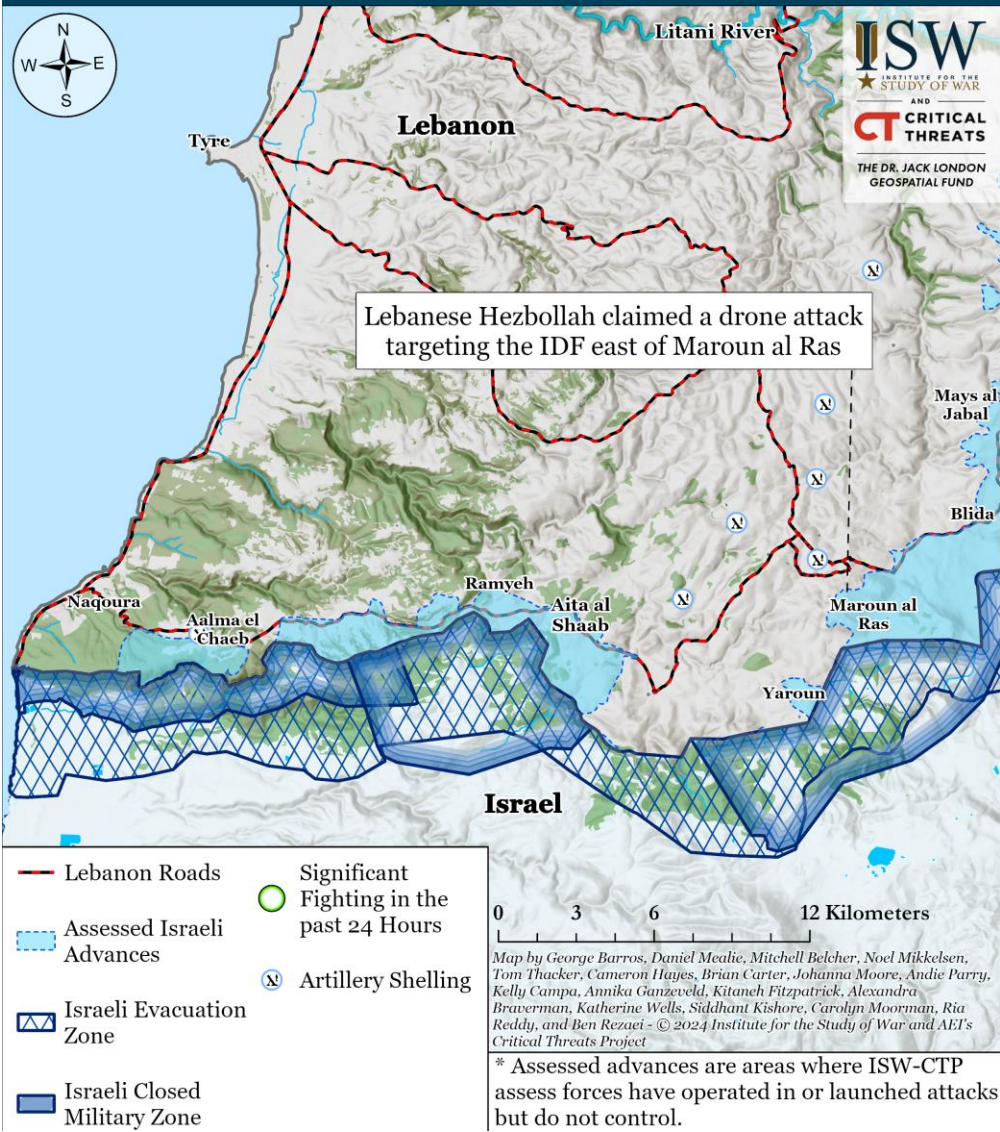 N
W
E
S
Litani River
ISW
INSTITUTE FOR THE
STUDY OF WAR
AND
CT CRITICAL
THREATS
THE DR. JACK LONDON
GEOSPATIAL FUND
Lebanon
Tyre
Lebanese Hezbollah claimed a drone attack
targeting the IDF east of Maroun al Ras
Mays al
Jabal
Blida
Ramyeh
Naqoura
Aalma el
Chaeb
Aita al
Shaab
Maroun al
Ras
Yaroun
Israel
Lebanon Roads
Assessed Israeli
Advances
Israeli Evacuation
Zone
Israeli Closed
Military Zone
Significant
Fighting in the
past 24 Hours
Artillery Shelling
0 3 6 12 Kilometers
Map by George Barros, Daniel Mealie, Mitchell Belcher, Noel Mikkelsen,
Tom Thacker, Cameron Hayes, Brian Carter, Johanna Moore, Andie Parry,
Kelly Campa, Annika Ganzeveld, Kitaneh Fitzpatrick, Alexandra
Braverman, Katherine Wells, Siddhant Kishore, Carolyn Moorman, Ria
Reddy, and Ben Rezaei - © 2024 Institute for the Study of War and AEI's
Critical Threats Project
* Assessed advances are areas where ISW-CTP
assess forces have operated in or launched attacks
but do not control.